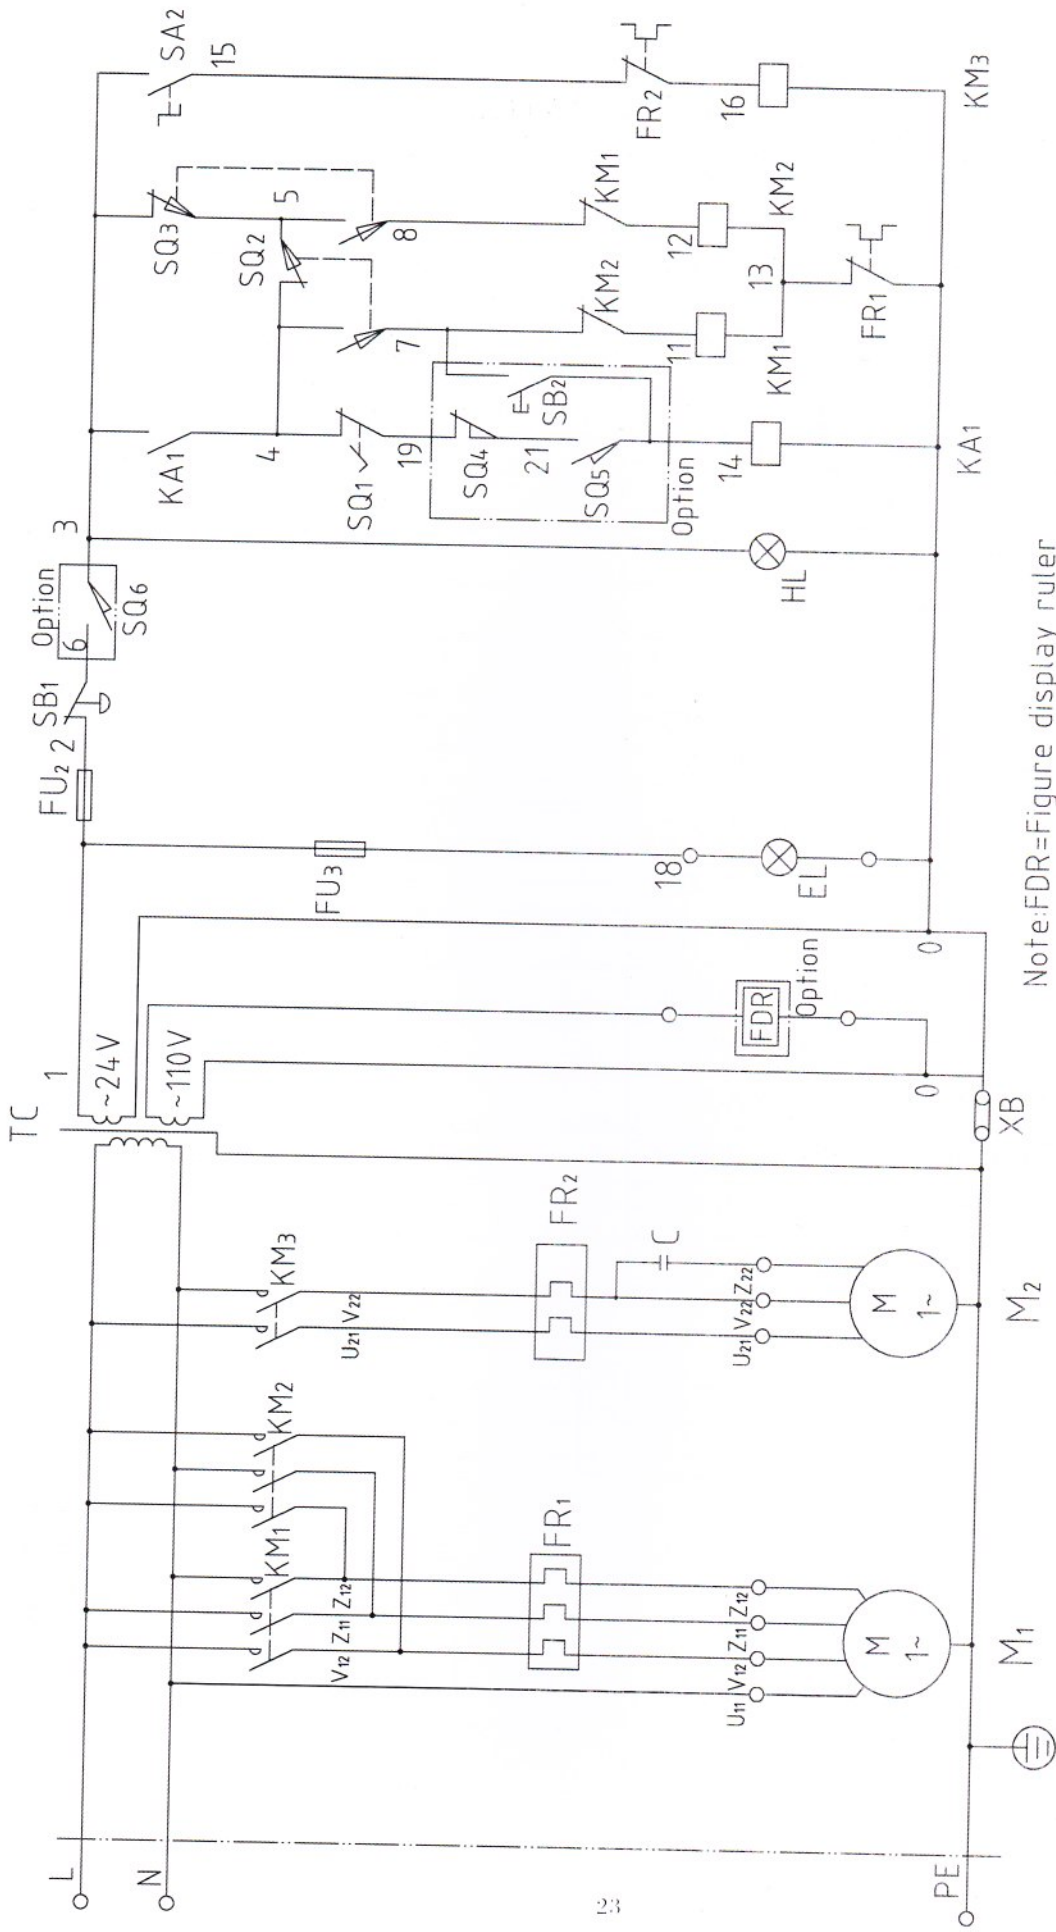 L
N
PE
TC
1
~24V
~110V
FU2
2
SB1
Option
6
SQ6
3
FU3
18
EL
0
FDR
Option
0
XB
HL
KA1
4
SQ1
19
SQ4
21
SQ5
SB2
Option
14
KA1
SQ3
5
SQ2
7
8
KM2
KM1
11
12
KM1
KM2
13
FR1
SA2
15
FR2
16
KM3
KM1
KM2
KM3
V12 Z11 Z12
U21 V22
FR1
FR2
C
U11 V12 Z11 Z12
U21 V22 Z22
M
1~
M
1~
M1
M2
Note:FDR=Figure display ruler
23